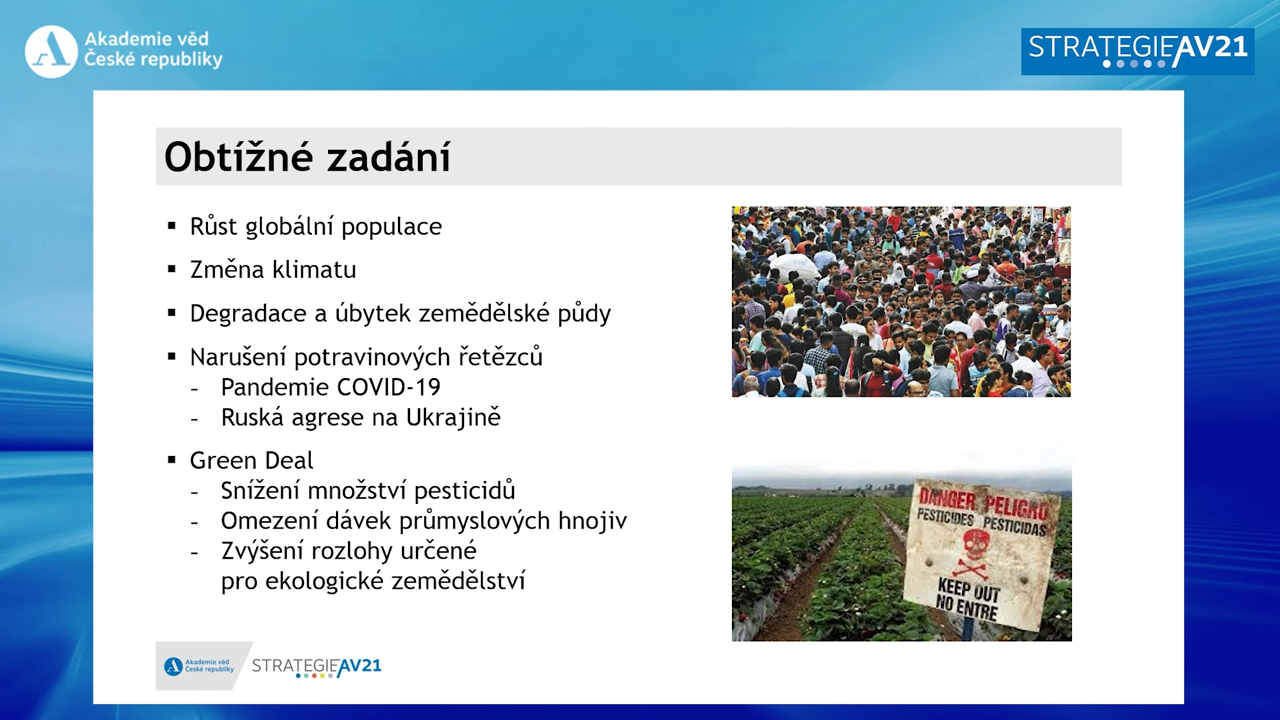 Akademie věd
České republiky
STRATEGIE AV21
Obtížné zadání
▪ Růst globální populace
▪ Změna klimatu
▪ Degradace a úbytek zemědělské půdy
▪ Narušení potravinových řetězců
- Pandemie COVID-19
- Ruská agrese na Ukrajině
▪ Green Deal
- Snížení množství pesticidů
- Omezení dávek průmyslových hnojiv
- Zvýšení rozlohy určené
pro ekologické zemědělství
DANGER PELIGRO
PESTICIDES PESTICIDAS
KEEP OUT
NO ENTRE
Akademie věd
České republiky
STRATEGIE AV21